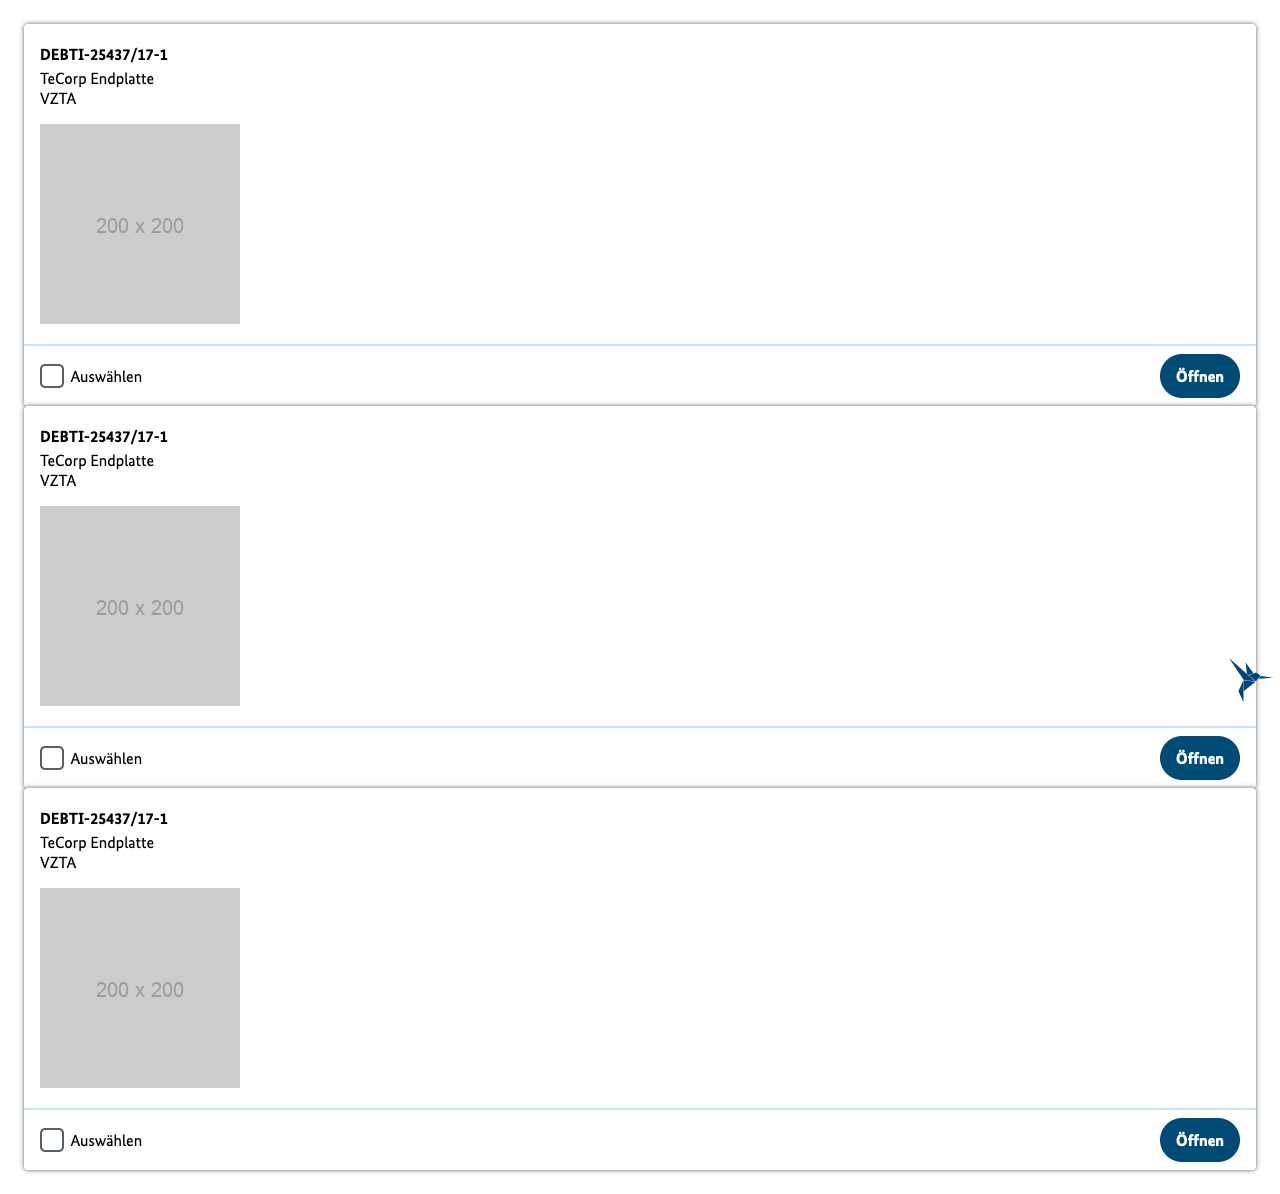 DEBTI-25437/17-1
TeCorp Endplatte
VZTA
200 x 200
Auswählen
Öffnen
DEBTI-25437/17-1
TeCorp Endplatte
VZTA
200 x 200
Auswählen
Öffnen
DEBTI-25437/17-1
TeCorp Endplatte
VZTA
200 x 200
Auswählen
Öffnen